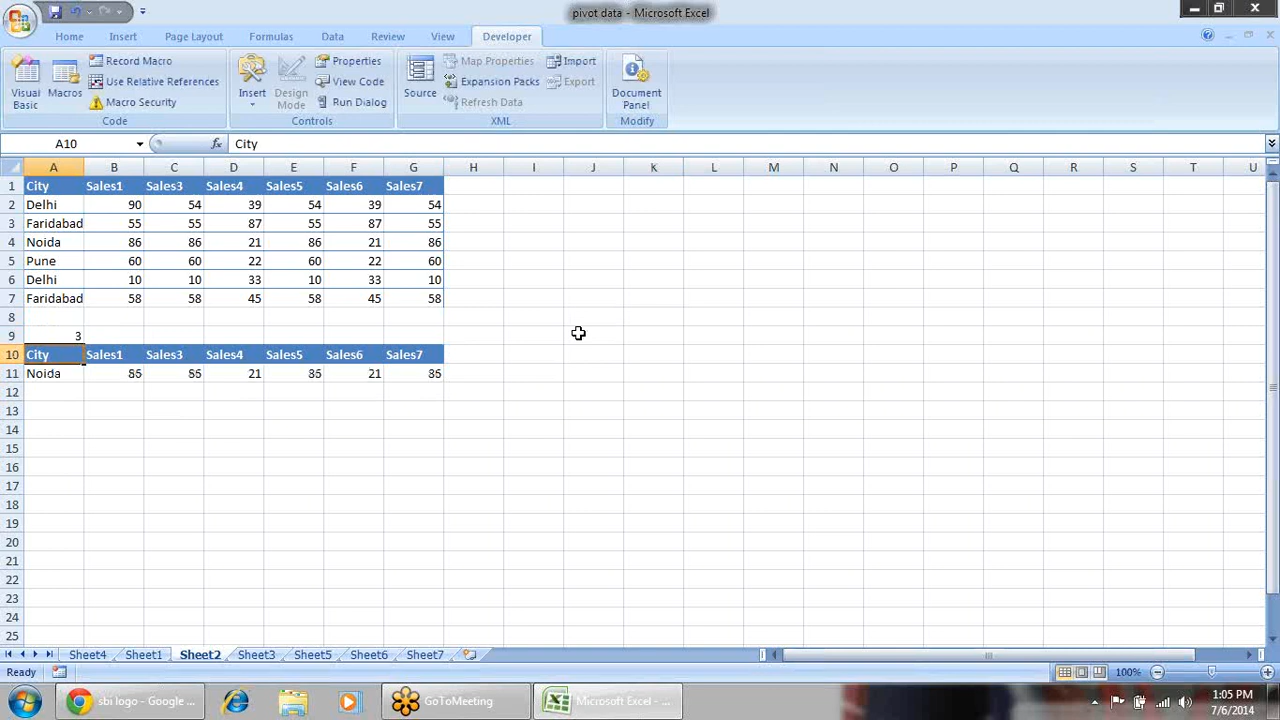 pivot data - Microsoft Excel
Home Insert Page Layout Formulas Data Review View Developer
Visual Basic
Macros
Record Macro
Use Relative References
Macro Security
Code
Insert
Design Mode
Properties
View Code
Run Dialog
Controls
Source
Map Properties
Expansion Packs
Refresh Data
Import
Export
XML
Document Panel
Modify
A10 fx City
A B C D E F G H I J K L M N O P Q R S T U
1 City Sales1 Sales3 Sales4 Sales5 Sales6 Sales7
2 Delhi 90 54 39 54 39 54
3 Faridabad 55 55 87 55 87 55
4 Noida 86 86 21 86 21 86
5 Pune 60 60 22 60 22 60
6 Delhi 10 10 33 10 33 10
7 Faridabad 58 58 45 58 45 58
8
9 3
10 City Sales1 Sales3 Sales4 Sales5 Sales6 Sales7
11 Noida 21 21
12
13
14
15
16
17
18
19
20
21
22
23
24
25
Sheet4 Sheet1 Sheet2 Sheet3 Sheet5 Sheet6 Sheet7
Ready 100%
sbi logo - Google ... GoToMeeting Microsoft Excel - ... 1:05 PM
7/6/2014